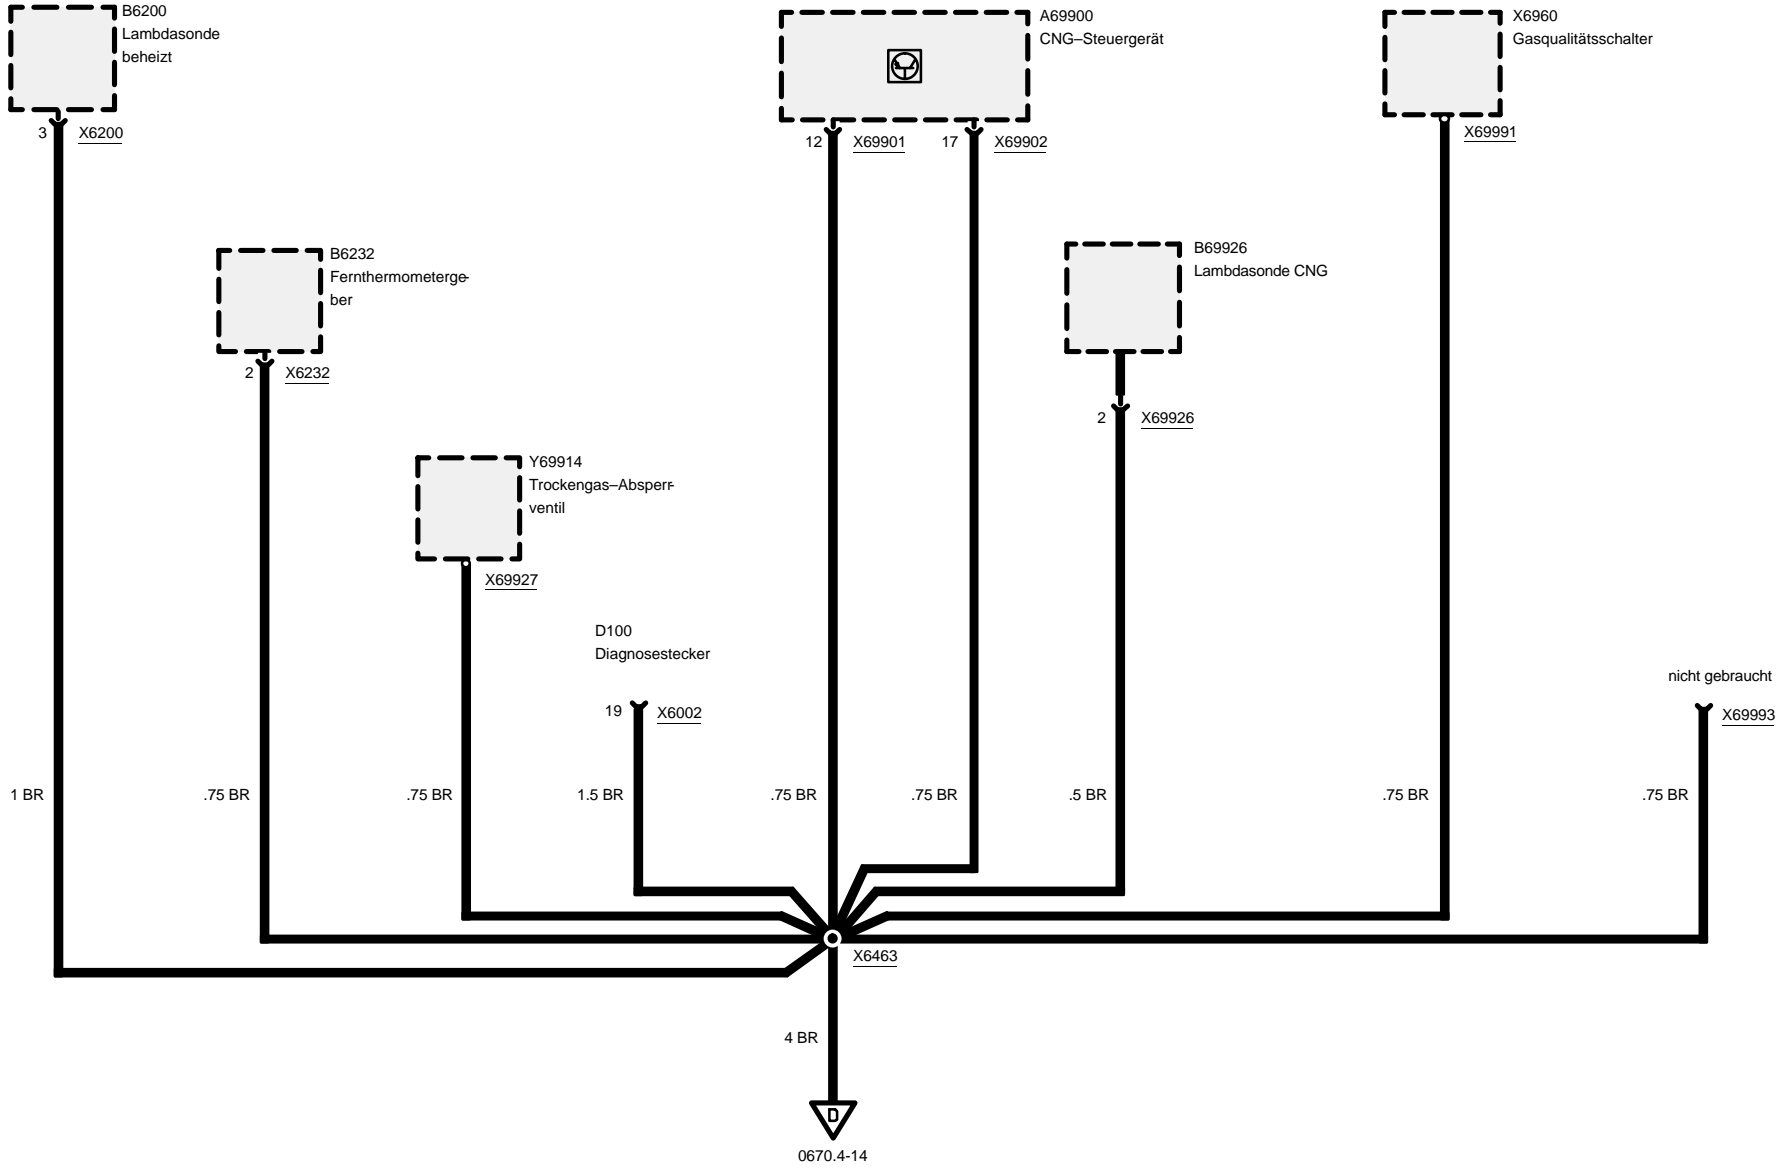 B6200
Lambdasonde
beheizt
3 X6200
A69900
CNG–Steuergerät
12 X69901
17 X69902
X6960
Gasqualitätsschalter
X69991
B6232
Fernthermometerge-
ber
2 X6232
B69926
Lambdasonde CNG
2 X69926
Y69914
Trockengas–Absperr-
ventil
X69927
D100
Diagnosestecker
19 X6002
nicht gebraucht
X69993
1 BR
.75 BR
.75 BR
1.5 BR
.75 BR
.75 BR
.5 BR
.75 BR
.75 BR
X6463
4 BR
D
0670.4-14